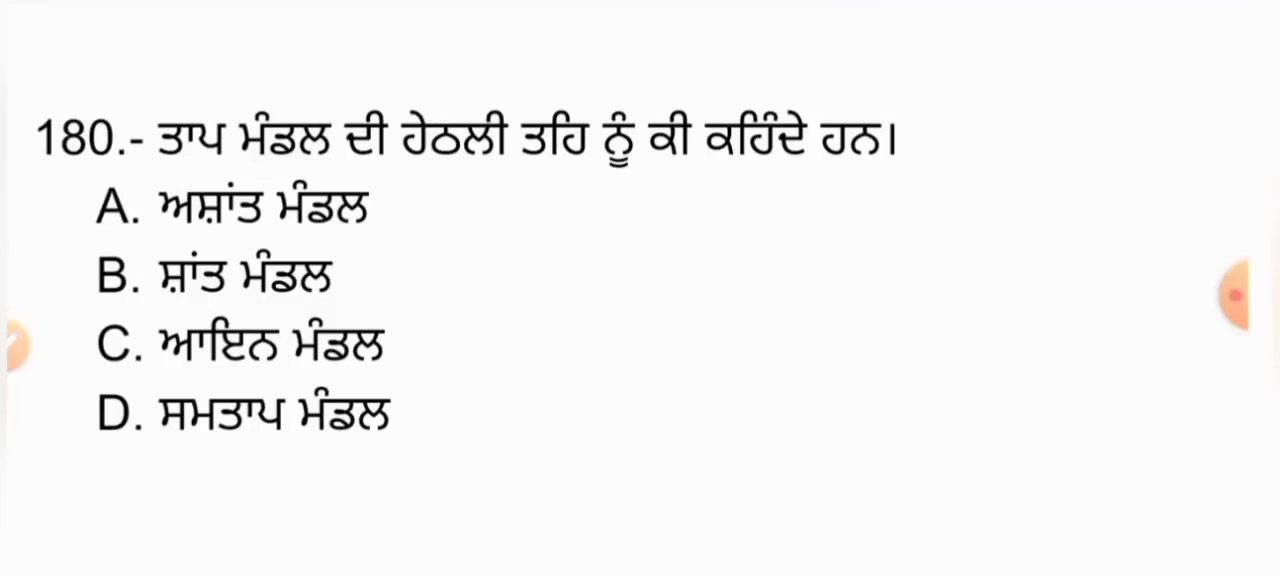 180.- ਤਾਪ ਮੰਡਲ ਦੀ ਹੇਠਲੀ ਤਹਿ ਨੂੰ ਕੀ ਕਹਿੰਦੇ ਹਨ।
A. ਅਸ਼ਾਂਤ ਮੰਡਲ
B. ਸ਼ਾਂਤ ਮੰਡਲ
C. ਆਇਨ ਮੰਡਲ
D. ਸਮਤਾਪ ਮੰਡਲ